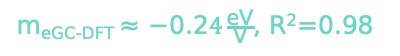 m_eGC-DFT ≈ −0.24 eV/V, R²=0.98